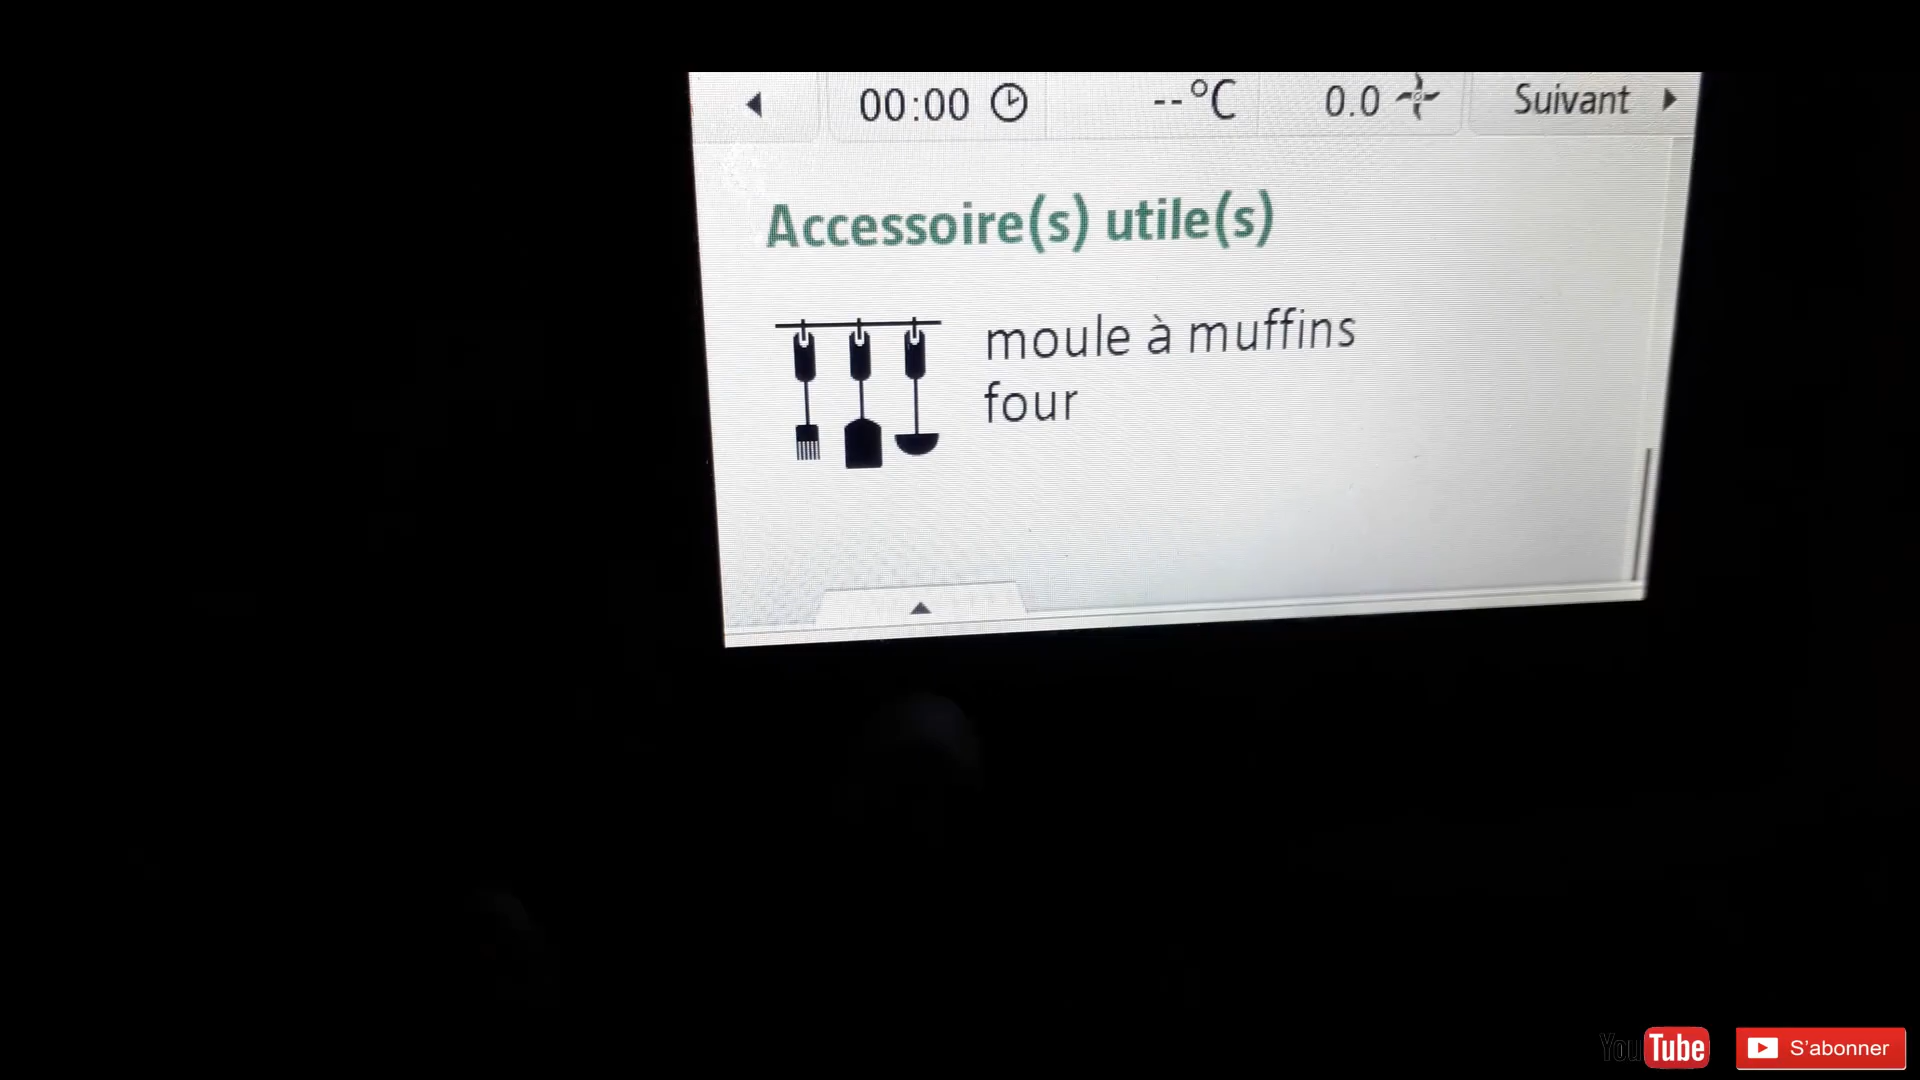 00:00
--°C
0.0
Suivant
Accessoire(s) utile(s)
moule à muffins
four
YouTube
S'abonner